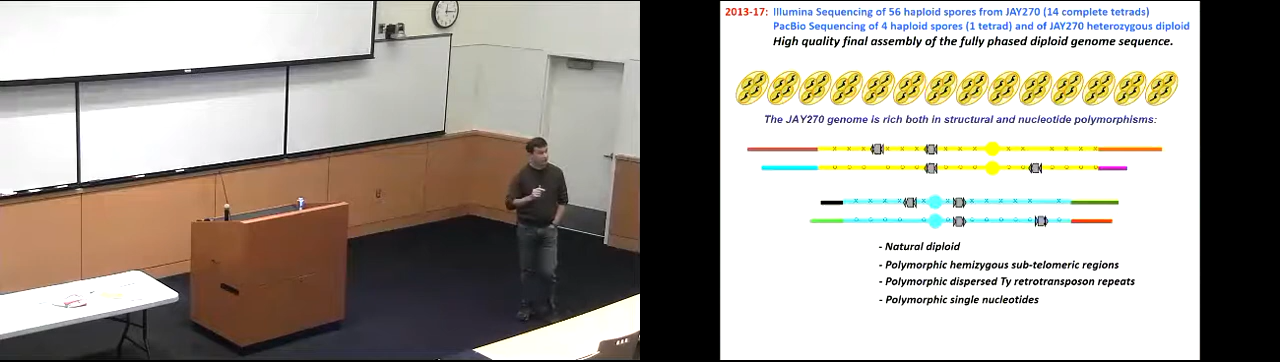 2013-17: Illumina Sequencing of 56 haploid spores from JAY270 (14 complete tetrads)
PacBio Sequencing of 4 haploid spores (1 tetrad) and of JAY270 heterozygous diploid
High quality final assembly of the fully phased diploid genome sequence.
The JAY270 genome is rich both in structural and nucleotide polymorphisms:
- Natural diploid
- Polymorphic hemizygous sub-telomeric regions
- Polymorphic dispersed Ty retrotransposon repeats
- Polymorphic single nucleotides